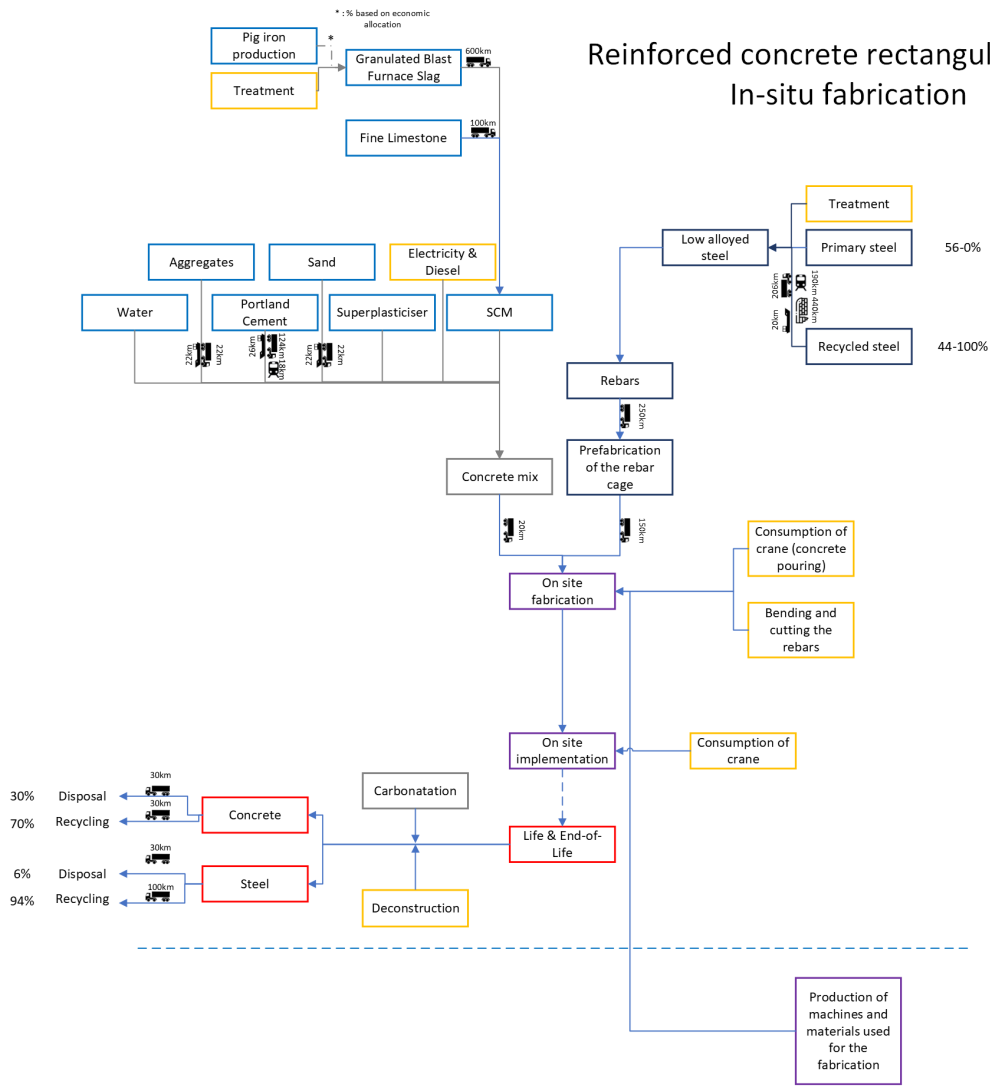 * : % based on economic
allocation
Pig iron
production
*
Treatment
Granulated Blast
Furnace Slag
600km
Reinforced concrete rectangul
In-situ fabrication
Fine Limestone
100km
Treatment
Low alloyed
steel
Primary steel
56-0%
206km
190km
440km
20km
Recycled steel
44-100%
Aggregates
Sand
Electricity &
Diesel
Water
Portland
Cement
Superplasticiser
SCM
22km
22km
26km
124km
18km
22km
22km
Rebars
250km
Prefabrication
of the rebar
cage
Concrete mix
20km
150km
On site
fabrication
Consumption of
crane (concrete
pouring)
Bending and
cutting the
rebars
On site
implementation
Consumption of
crane
Carbonatation
30km
30% Disposal
30km
70% Recycling
Concrete
Life & End-of-
Life
30km
6% Disposal
100km
94% Recycling
Steel
Deconstruction
Production of
machines and
materials used
for the
fabrication